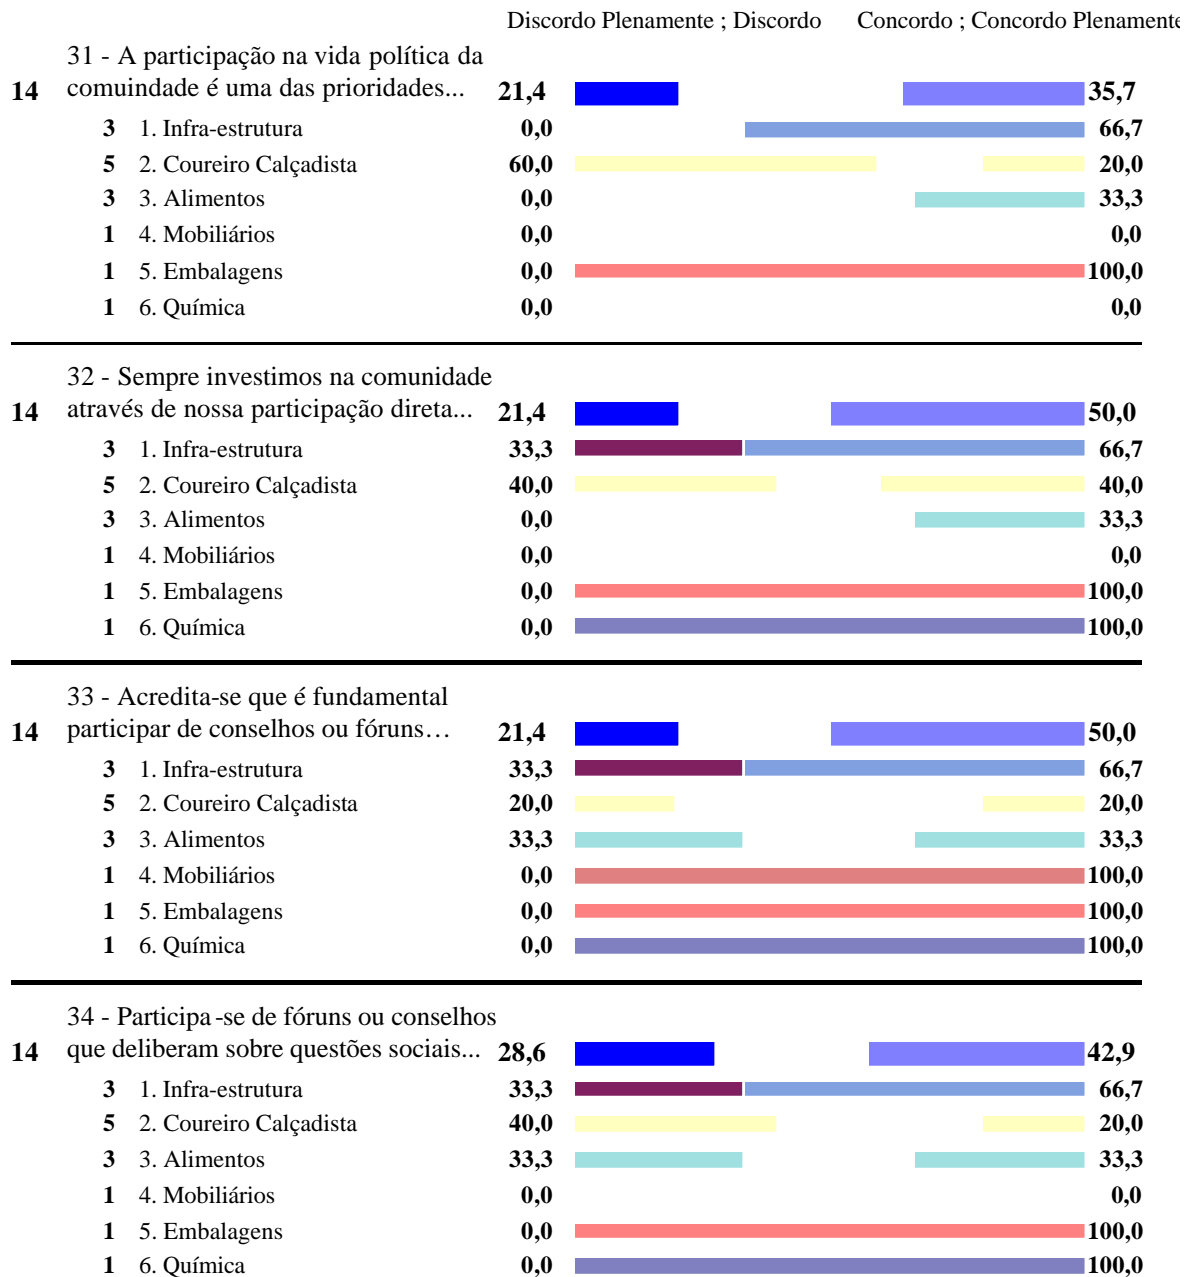 Discordo Plenamente ; Discordo Concordo ; Concordo Plenamente
31 - A participação na vida política da
14 comuindade é uma das prioridades... 21,4 35,7
3 1. Infra-estrutura 0,0 66,7
5 2. Coureiro Calçadista 60,0 20,0
3 3. Alimentos 0,0 33,3
1 4. Mobiliários 0,0 0,0
1 5. Embalagens 0,0 100,0
1 6. Química 0,0 0,0
32 - Sempre investimos na comunidade
14 através de nossa participação direta... 21,4 50,0
3 1. Infra-estrutura 33,3 66,7
5 2. Coureiro Calçadista 40,0 40,0
3 3. Alimentos 0,0 33,3
1 4. Mobiliários 0,0 0,0
1 5. Embalagens 0,0 100,0
1 6. Química 0,0 100,0
33 - Acredita-se que é fundamental
14 participar de conselhos ou fóruns… 21,4 50,0
3 1. Infra-estrutura 33,3 66,7
5 2. Coureiro Calçadista 20,0 20,0
3 3. Alimentos 33,3 33,3
1 4. Mobiliários 0,0 100,0
1 5. Embalagens 0,0 100,0
1 6. Química 0,0 100,0
34 - Participa-se de fóruns ou conselhos
14 que deliberam sobre questões sociais... 28,6 42,9
3 1. Infra-estrutura 33,3 66,7
5 2. Coureiro Calçadista 40,0 20,0
3 3. Alimentos 33,3 33,3
1 4. Mobiliários 0,0 0,0
1 5. Embalagens 0,0 100,0
1 6. Química 0,0 100,0